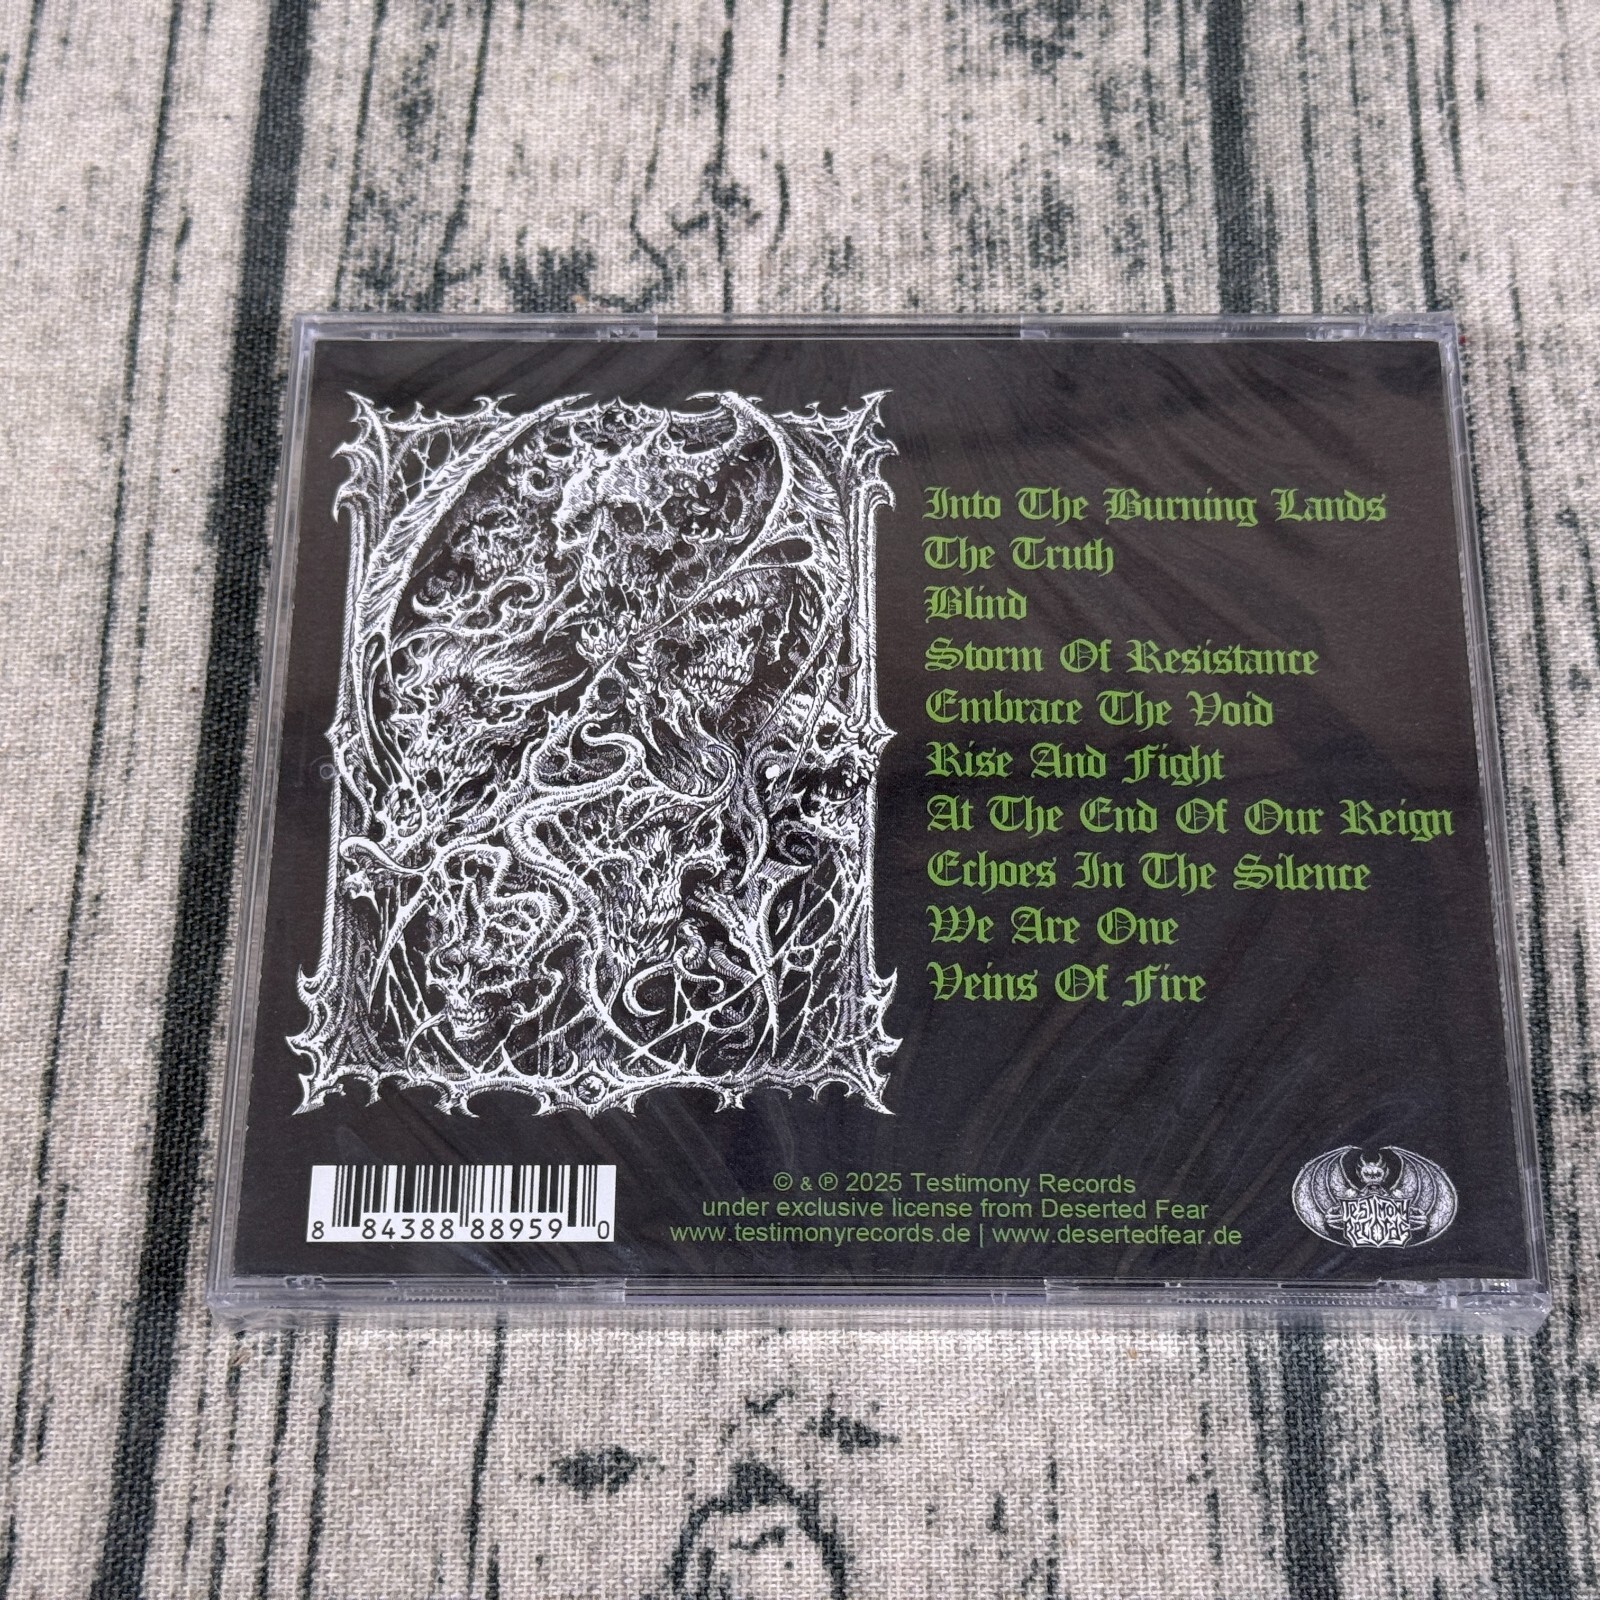 Into The Burning Lands
The Truth
Blind
Storm Of Resistance
Embrace The Void
Rise And Fight
At The End Of Our Reign
Echoes In The Silence
We Are One
Veins Of Fire
8 84388 88959 0
© & ℗ 2025 Testimony Records
under exclusive license from Deserted Fear
www.testimonyrecords.de | www.desertedfear.de
Testimony
Records